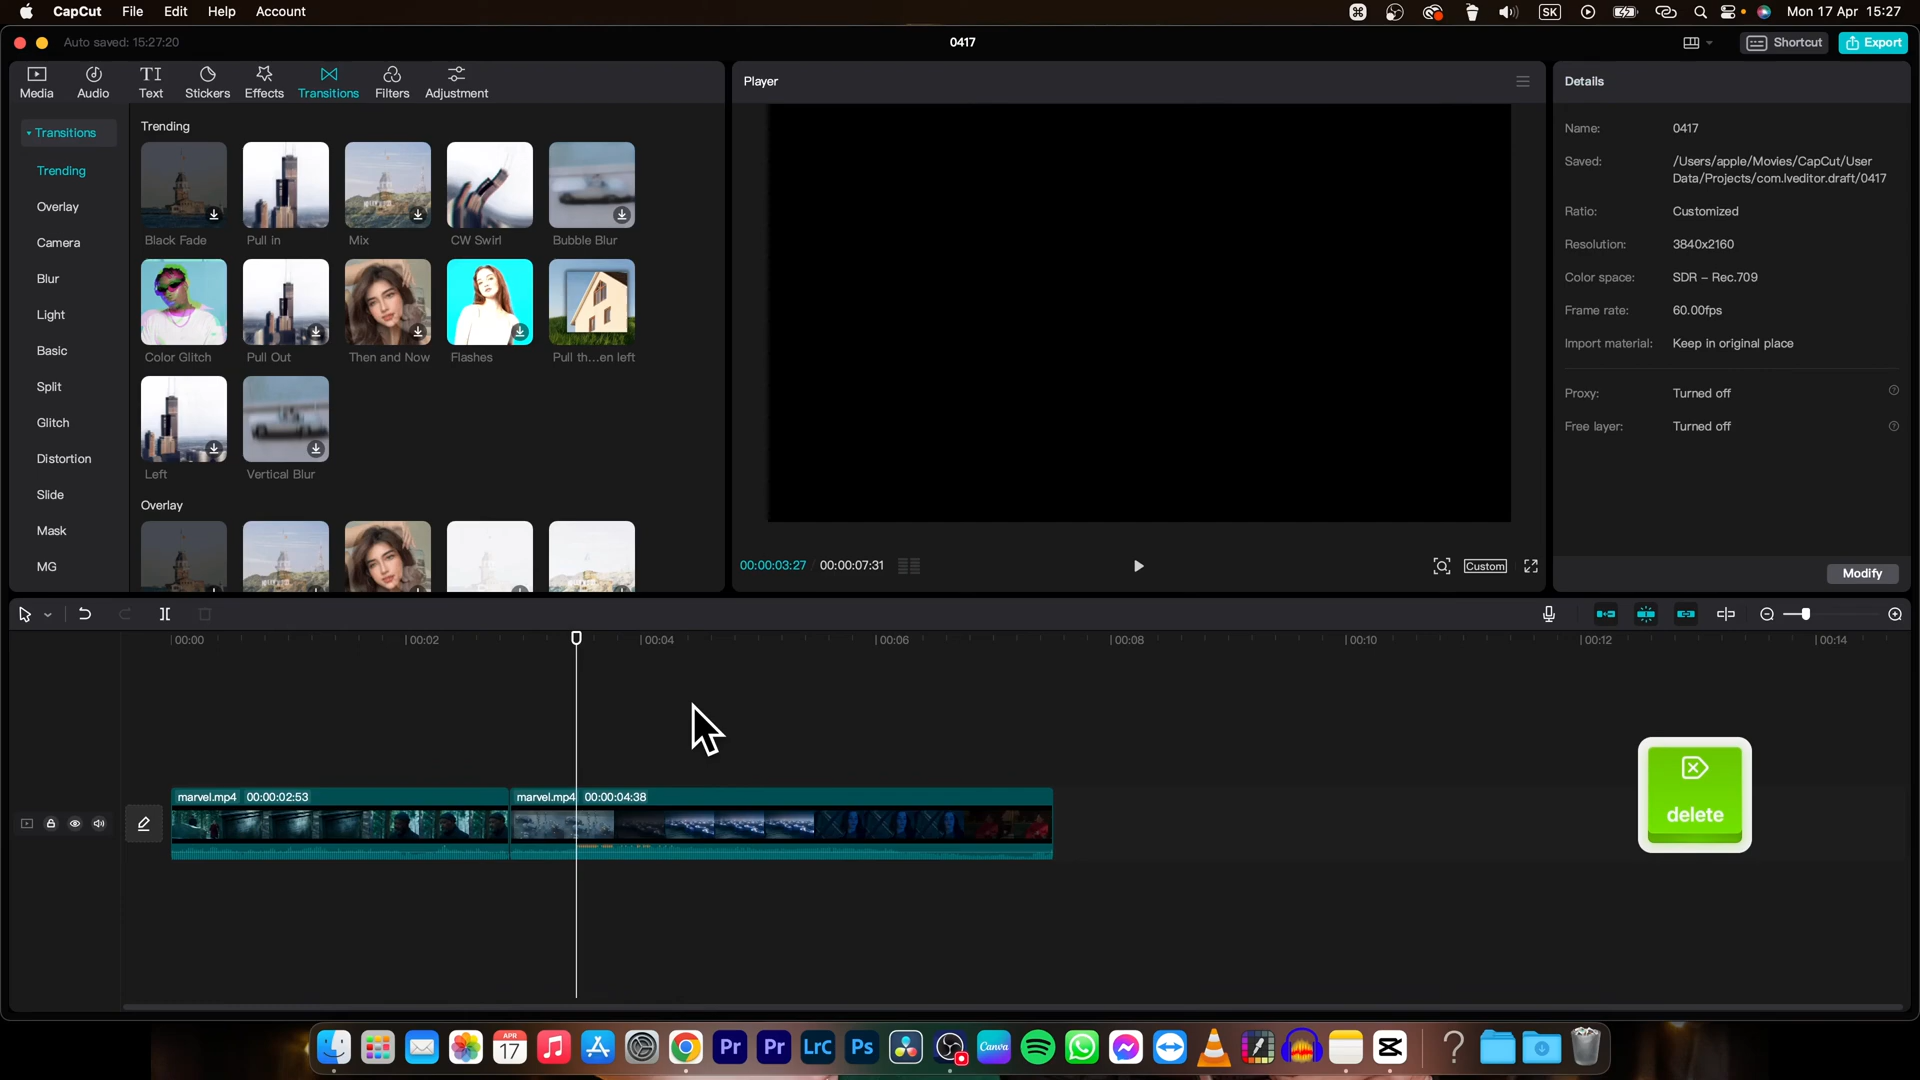 CapCut File Edit Help Account
SK Mon 17 Apr 15:27
Auto saved: 15:27:20
0417
Shortcut
Export
Media
Audio
Text
Stickers
Effects
Transitions
Filters
Adjustment
Transitions
Trending
Overlay
Camera
Blur
Light
Basic
Split
Glitch
Distortion
Slide
Mask
MG
Trending
Black Fade
Pull in
Mix
CW Swirl
Bubble Blur
Color Glitch
Pull Out
Then and Now
Flashes
Pull th...en left
Left
Vertical Blur
Overlay
Player
00:00:03:27 00:00:07:31
Custom
Details
Name: 0417
Saved: /Users/apple/Movies/CapCut/User
Data/Projects/com.lveditor.draft/0417
Ratio: Customized
Resolution: 3840x2160
Color space: SDR – Rec.709
Frame rate: 60.00fps
Import material: Keep in original place
Proxy: Turned off
Free layer: Turned off
Modify
00:00 00:02 00:04 00:06 00:08 00:10 00:12 00:14
marvel.mp4 00:00:02:53
marvel.mp4 00:00:04:38
delete
APR
17
Pr
Pr
LrC
Ps
Canva